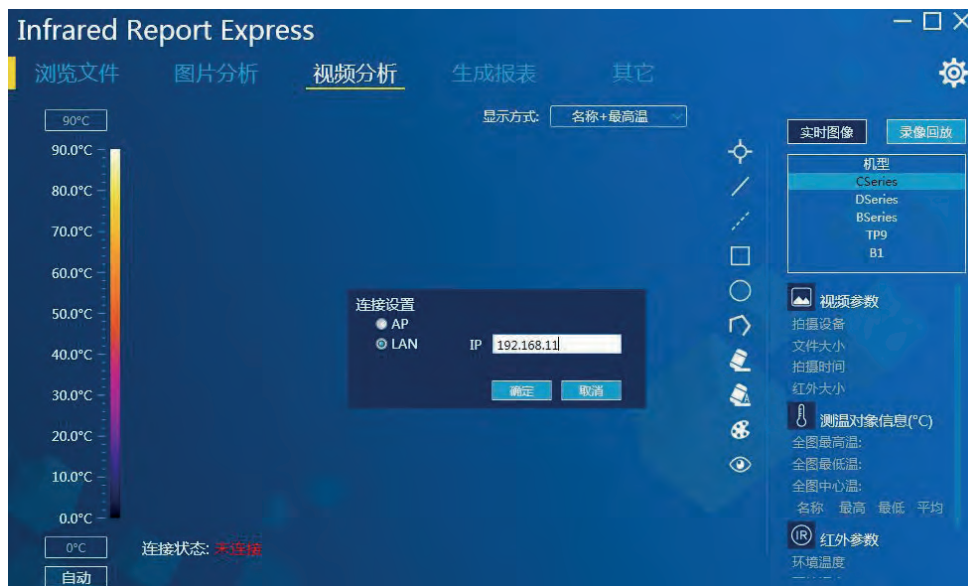 Infrared Report Express
浏览文件 图片分析 视频分析 生成报表 其它
显示方式: 名称+最高温
90°C
90.0°C
80.0°C
70.0°C
60.0°C
50.0°C
40.0°C
30.0°C
20.0°C
10.0°C
0.0°C
0°C
自动
连接状态: 未连接
连接设置
AP
LAN IP 192.168.11
确定 取消
实时图像 录像回放
机型
CSeries
DSeries
BSeries
TP9
B1
视频参数
拍摄设备
文件大小
拍摄时间
红外大小
测温对象信息(°C)
全图最高温:
全图最低温:
全图中心温:
名称 最高 最低 平均
IR 红外参数
环境温度